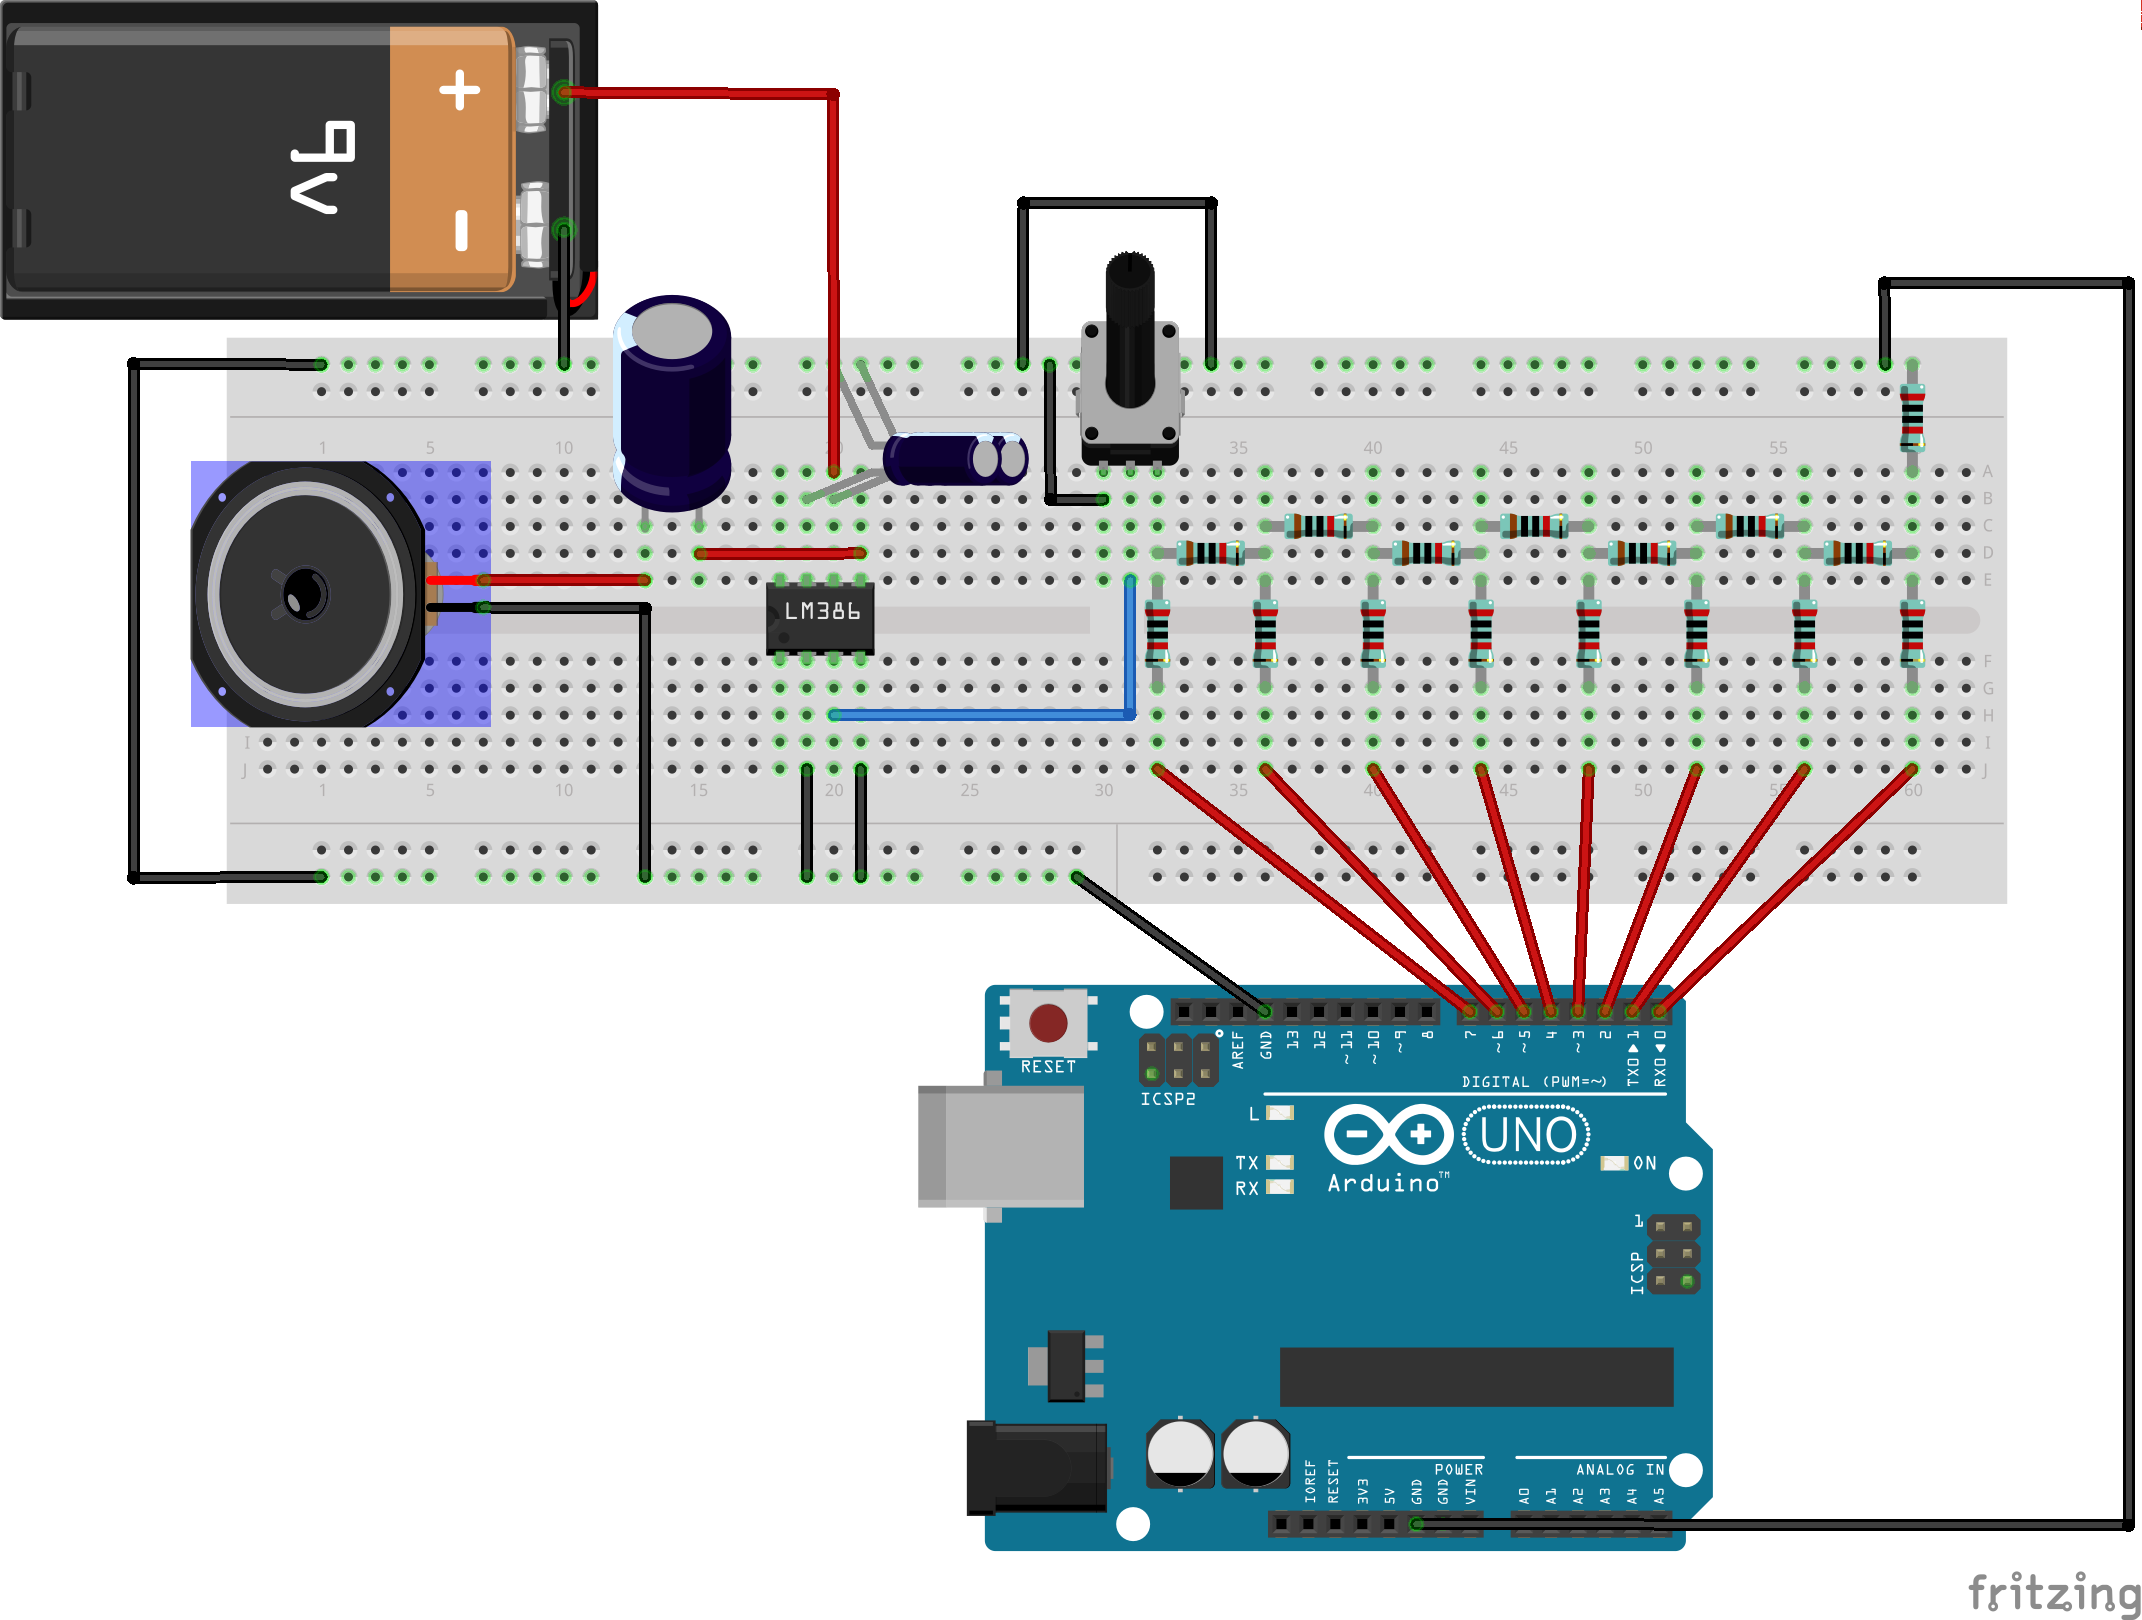 +
9V
-
1 5 10 20 35 40 45 50 55
A
B
C
D
E
LM386
F
G
H
I I
J J
1 5 10 15 20 25 30 35 40 45 50 55 60
RESET
ICSP2
AREF
GND
13
12
~11
~10
~9
8
7
~6
~5
4
~3
2
TX0▶1
RX0◀0
DIGITAL (PWM=~)
L
TX
RX
UNO
Arduino™
ON
1
ICSP
IOREF
RESET
3V3
5V
GND
GND
VIN
POWER
ANALOG IN
A0
A1
A2
A3
A4
A5
fritzing